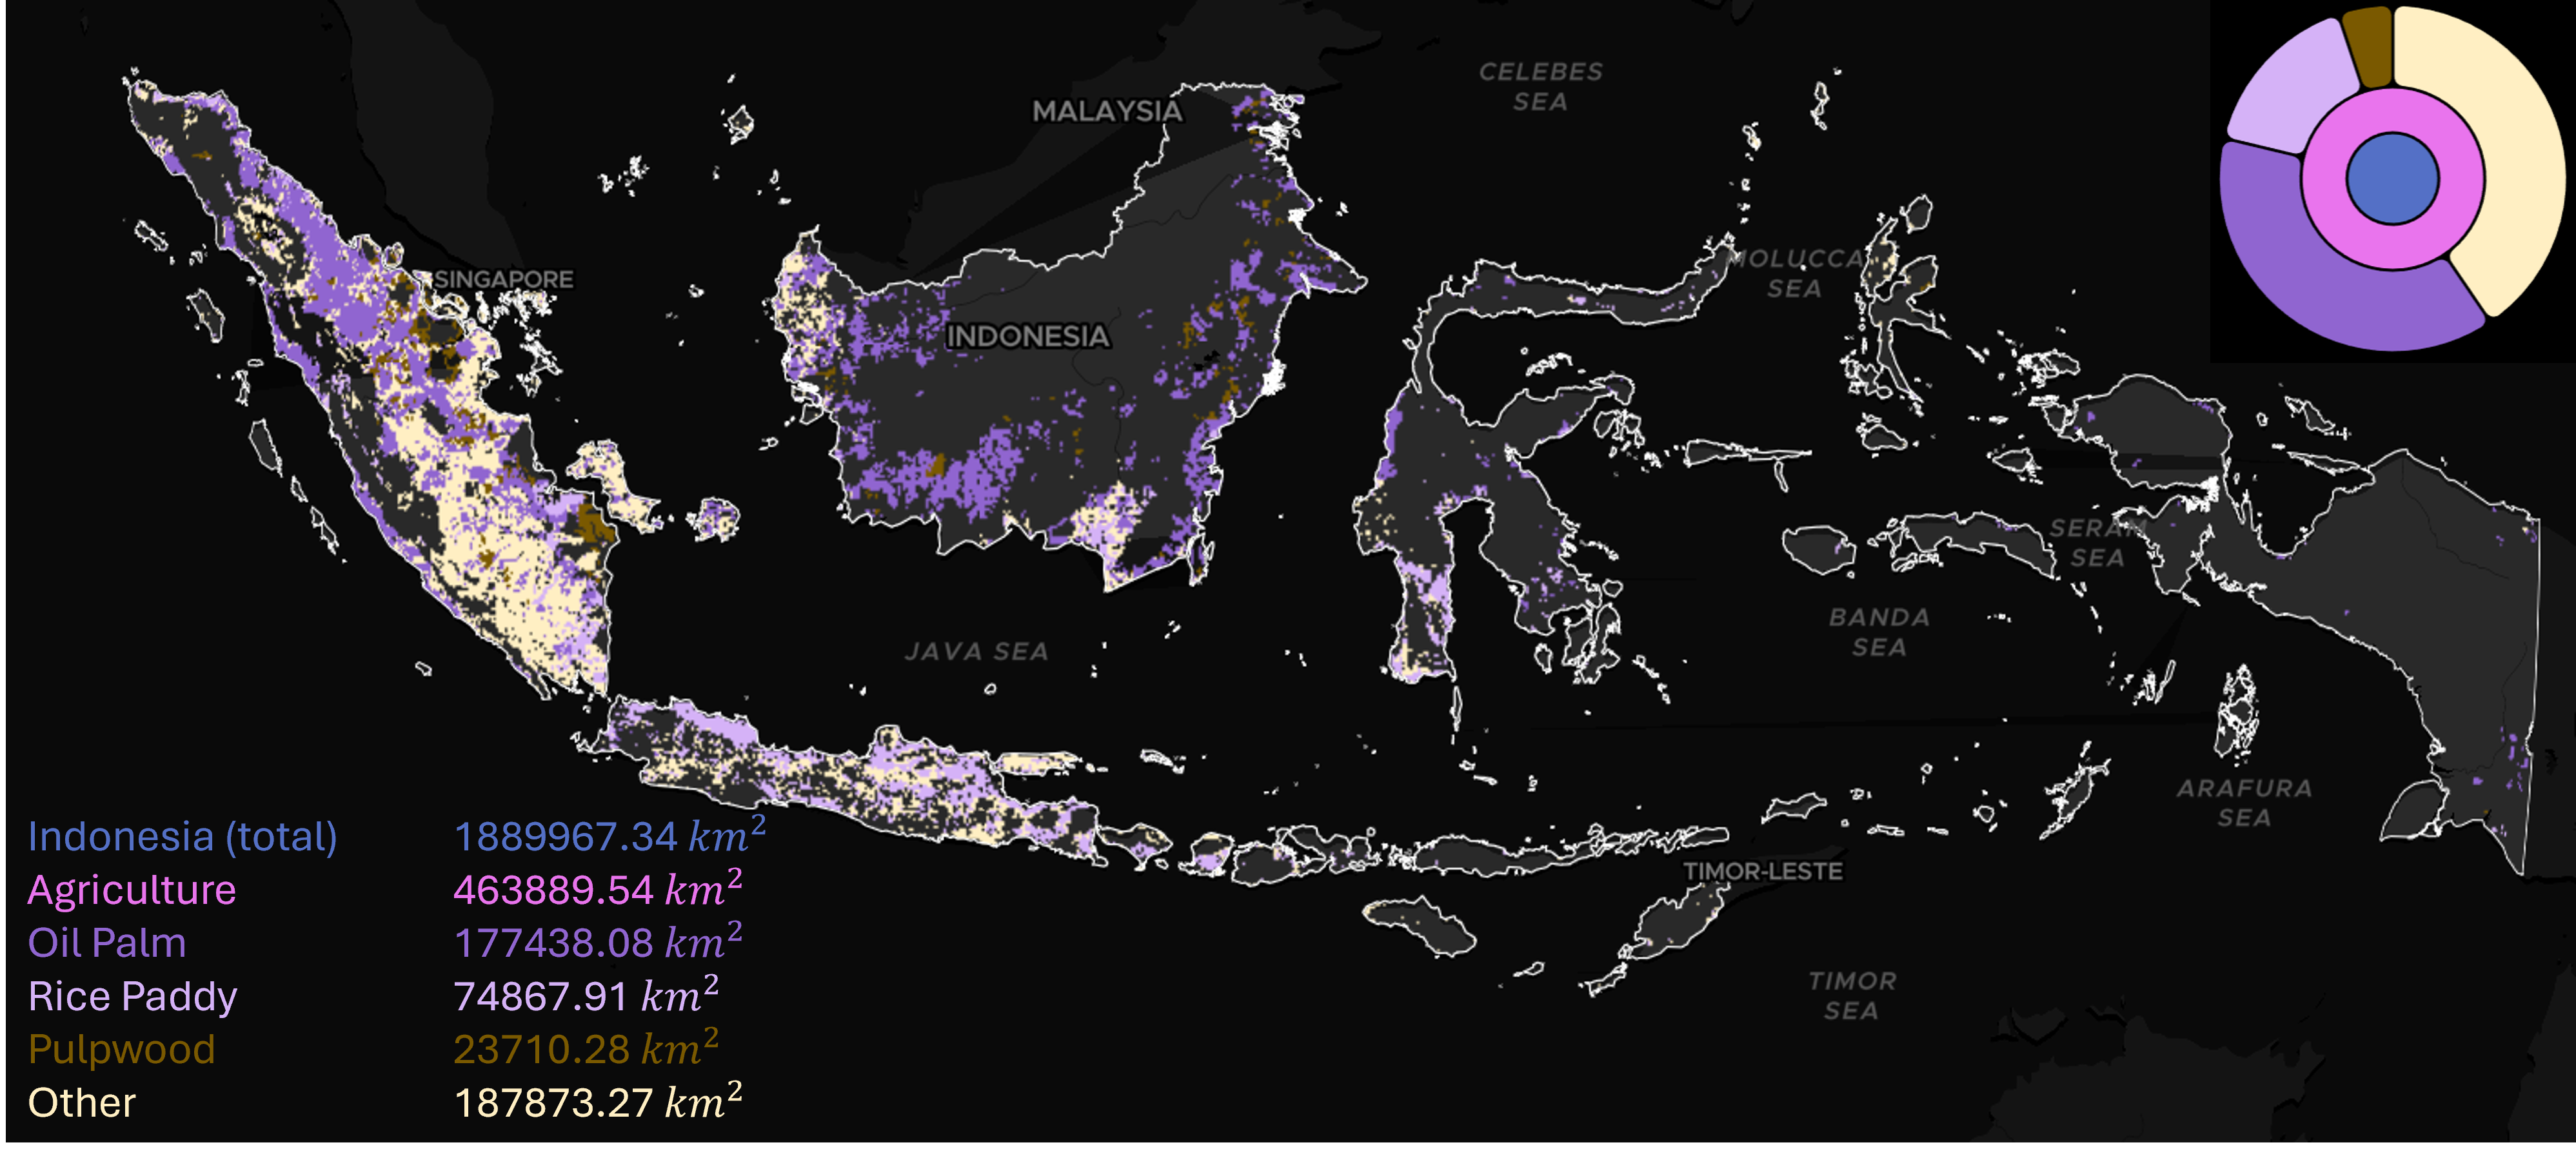 CELEBES
SEA
MALAYSIA
MOLUCCA
SEA
SINGAPORE
INDONESIA
SERAM
SEA
BANDA
SEA
JAVA SEA
ARAFURA
SEA
TIMOR-LESTE
TIMOR
SEA
Indonesia (total) 1889967.34 km²
Agriculture 463889.54 km²
Oil Palm 177438.08 km²
Rice Paddy 74867.91 km²
Pulpwood 23710.28 km²
Other 187873.27 km²